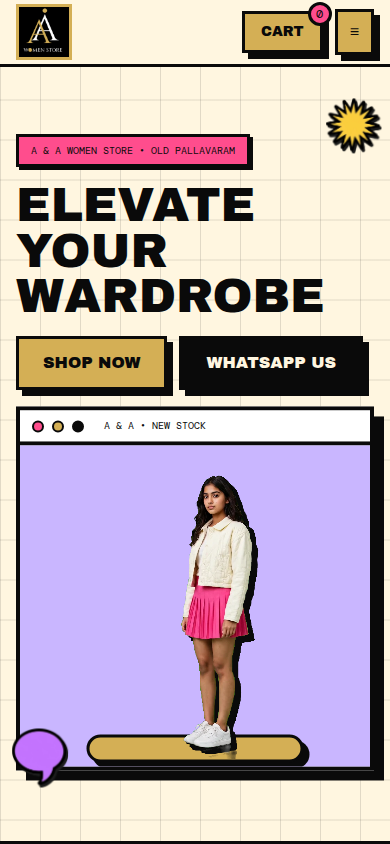 WOMEN STORE
CART
0
A & A WOMEN STORE • OLD PALLAVARAM
ELEVATE
YOUR
WARDROBE
SHOP NOW
WHATSAPP US
A & A • NEW STOCK